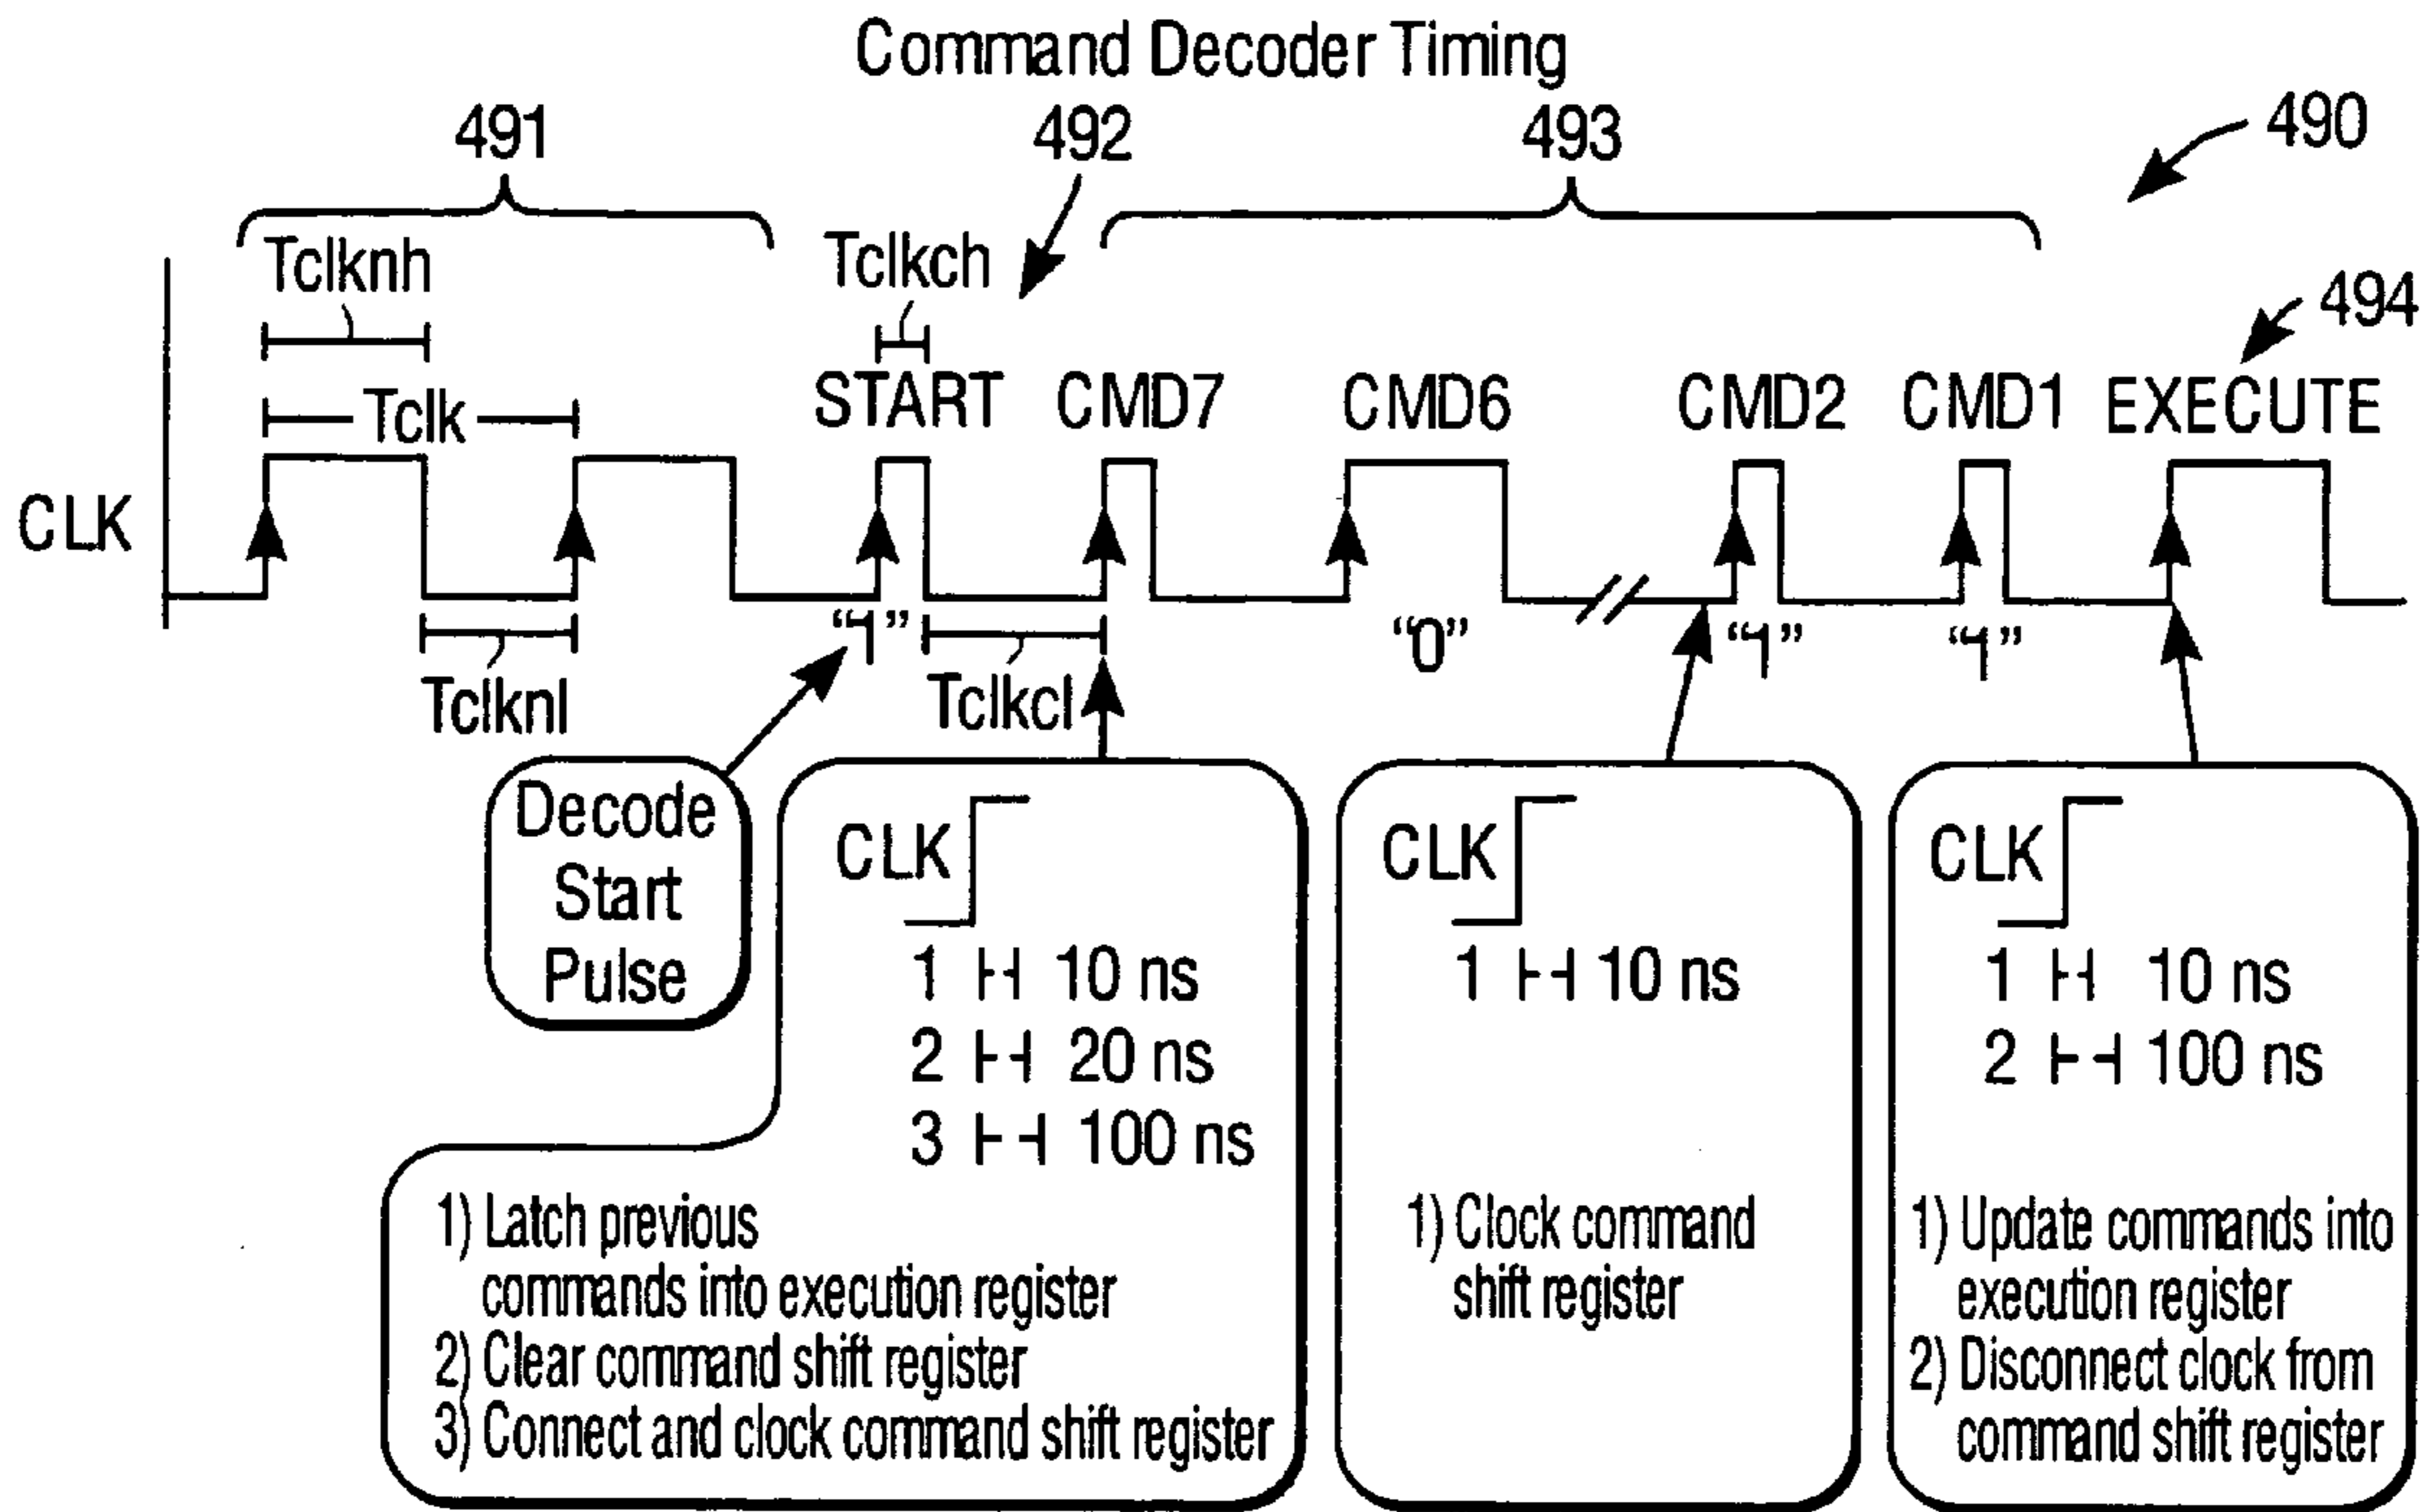 Command Decoder Timing
491
492
493
490
Tclknh
Tclkch
494
Tclk
START
CMD7
CMD6
CMD2
CMD1
EXECUTE
CLK
"1"
"0"
"1"
"1"
Tclknl
Tclkcl
Decode
Start
Pulse
CLK
1 10 ns
2 20 ns
3 100 ns
1) Latch previous
commands into execution register
2) Clear command shift register
3) Connect and clock command shift register
CLK
1 10 ns
1) Clock command
shift register
CLK
1 10 ns
2 100 ns
1) Update commands into
execution register
2) Disconnect clock from
command shift register